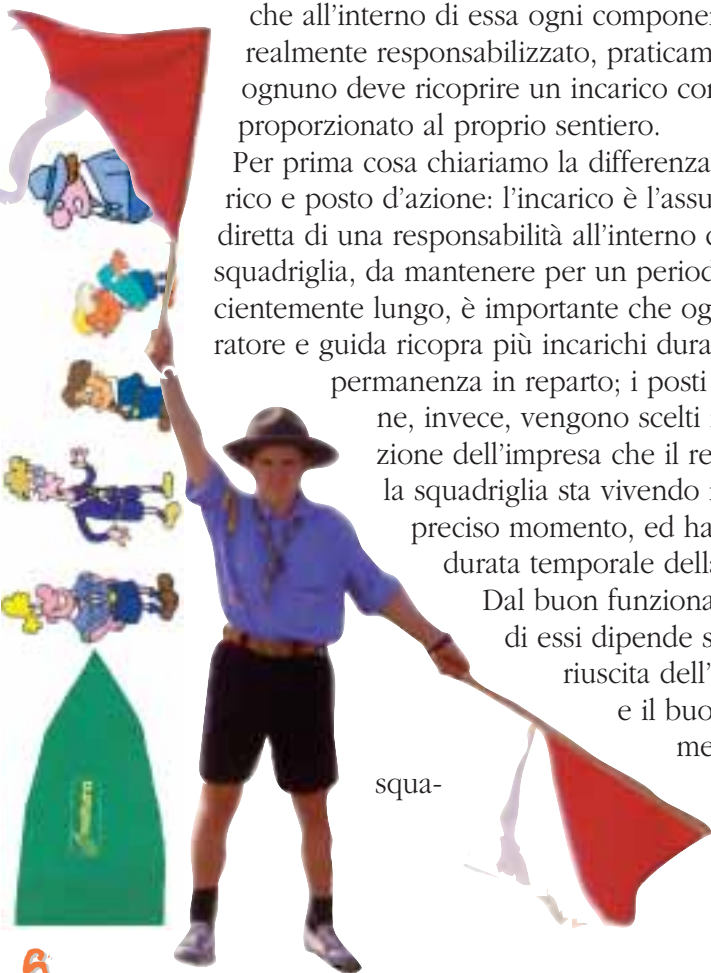 che all'interno di essa ogni compone
realmente responsabilizzato, praticam
ognuno deve ricoprire un incarico co
proporzionato al proprio sentiero.
Per prima cosa chiariamo la differenza
rico e posto d'azione: l'incarico è l'assu
diretta di una responsabilità all'interno
squadriglia, da mantenere per un period
cientemente lungo, è importante che og
ratore e guida ricopra più incarichi dura
permanenza in reparto; i posti
ne, invece, vengono scelti
zione dell'impresa che il re
la squadriglia sta vivendo
preciso momento, ed ha
durata temporale della
Dal buon funziona
di essi dipende s
riuscita dell'
e il buo
me
squa-
6